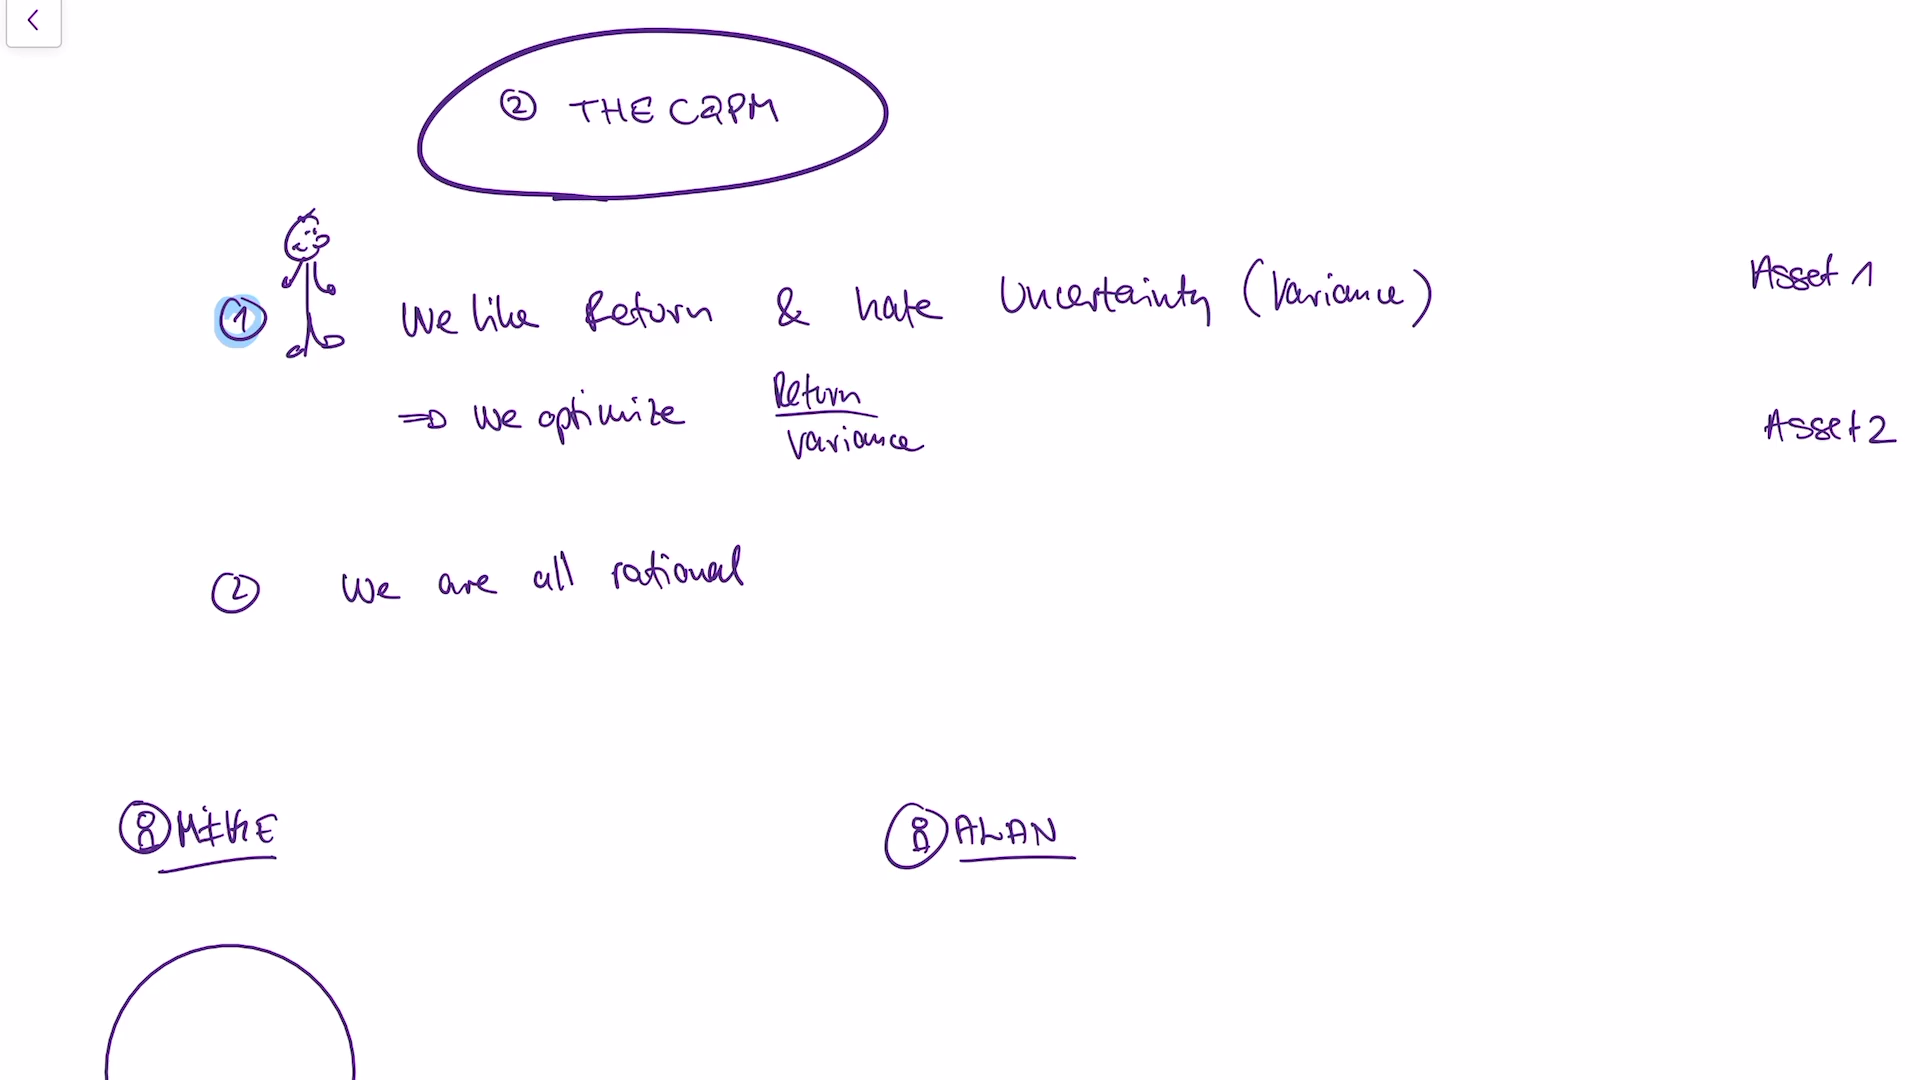 ② THE CAPM
① We like Return & hate Uncertainty (Variance)
Asset 1
⇒ We optimize Return
Variance
Asset 2
② We are all rational
MIKE
ALAN